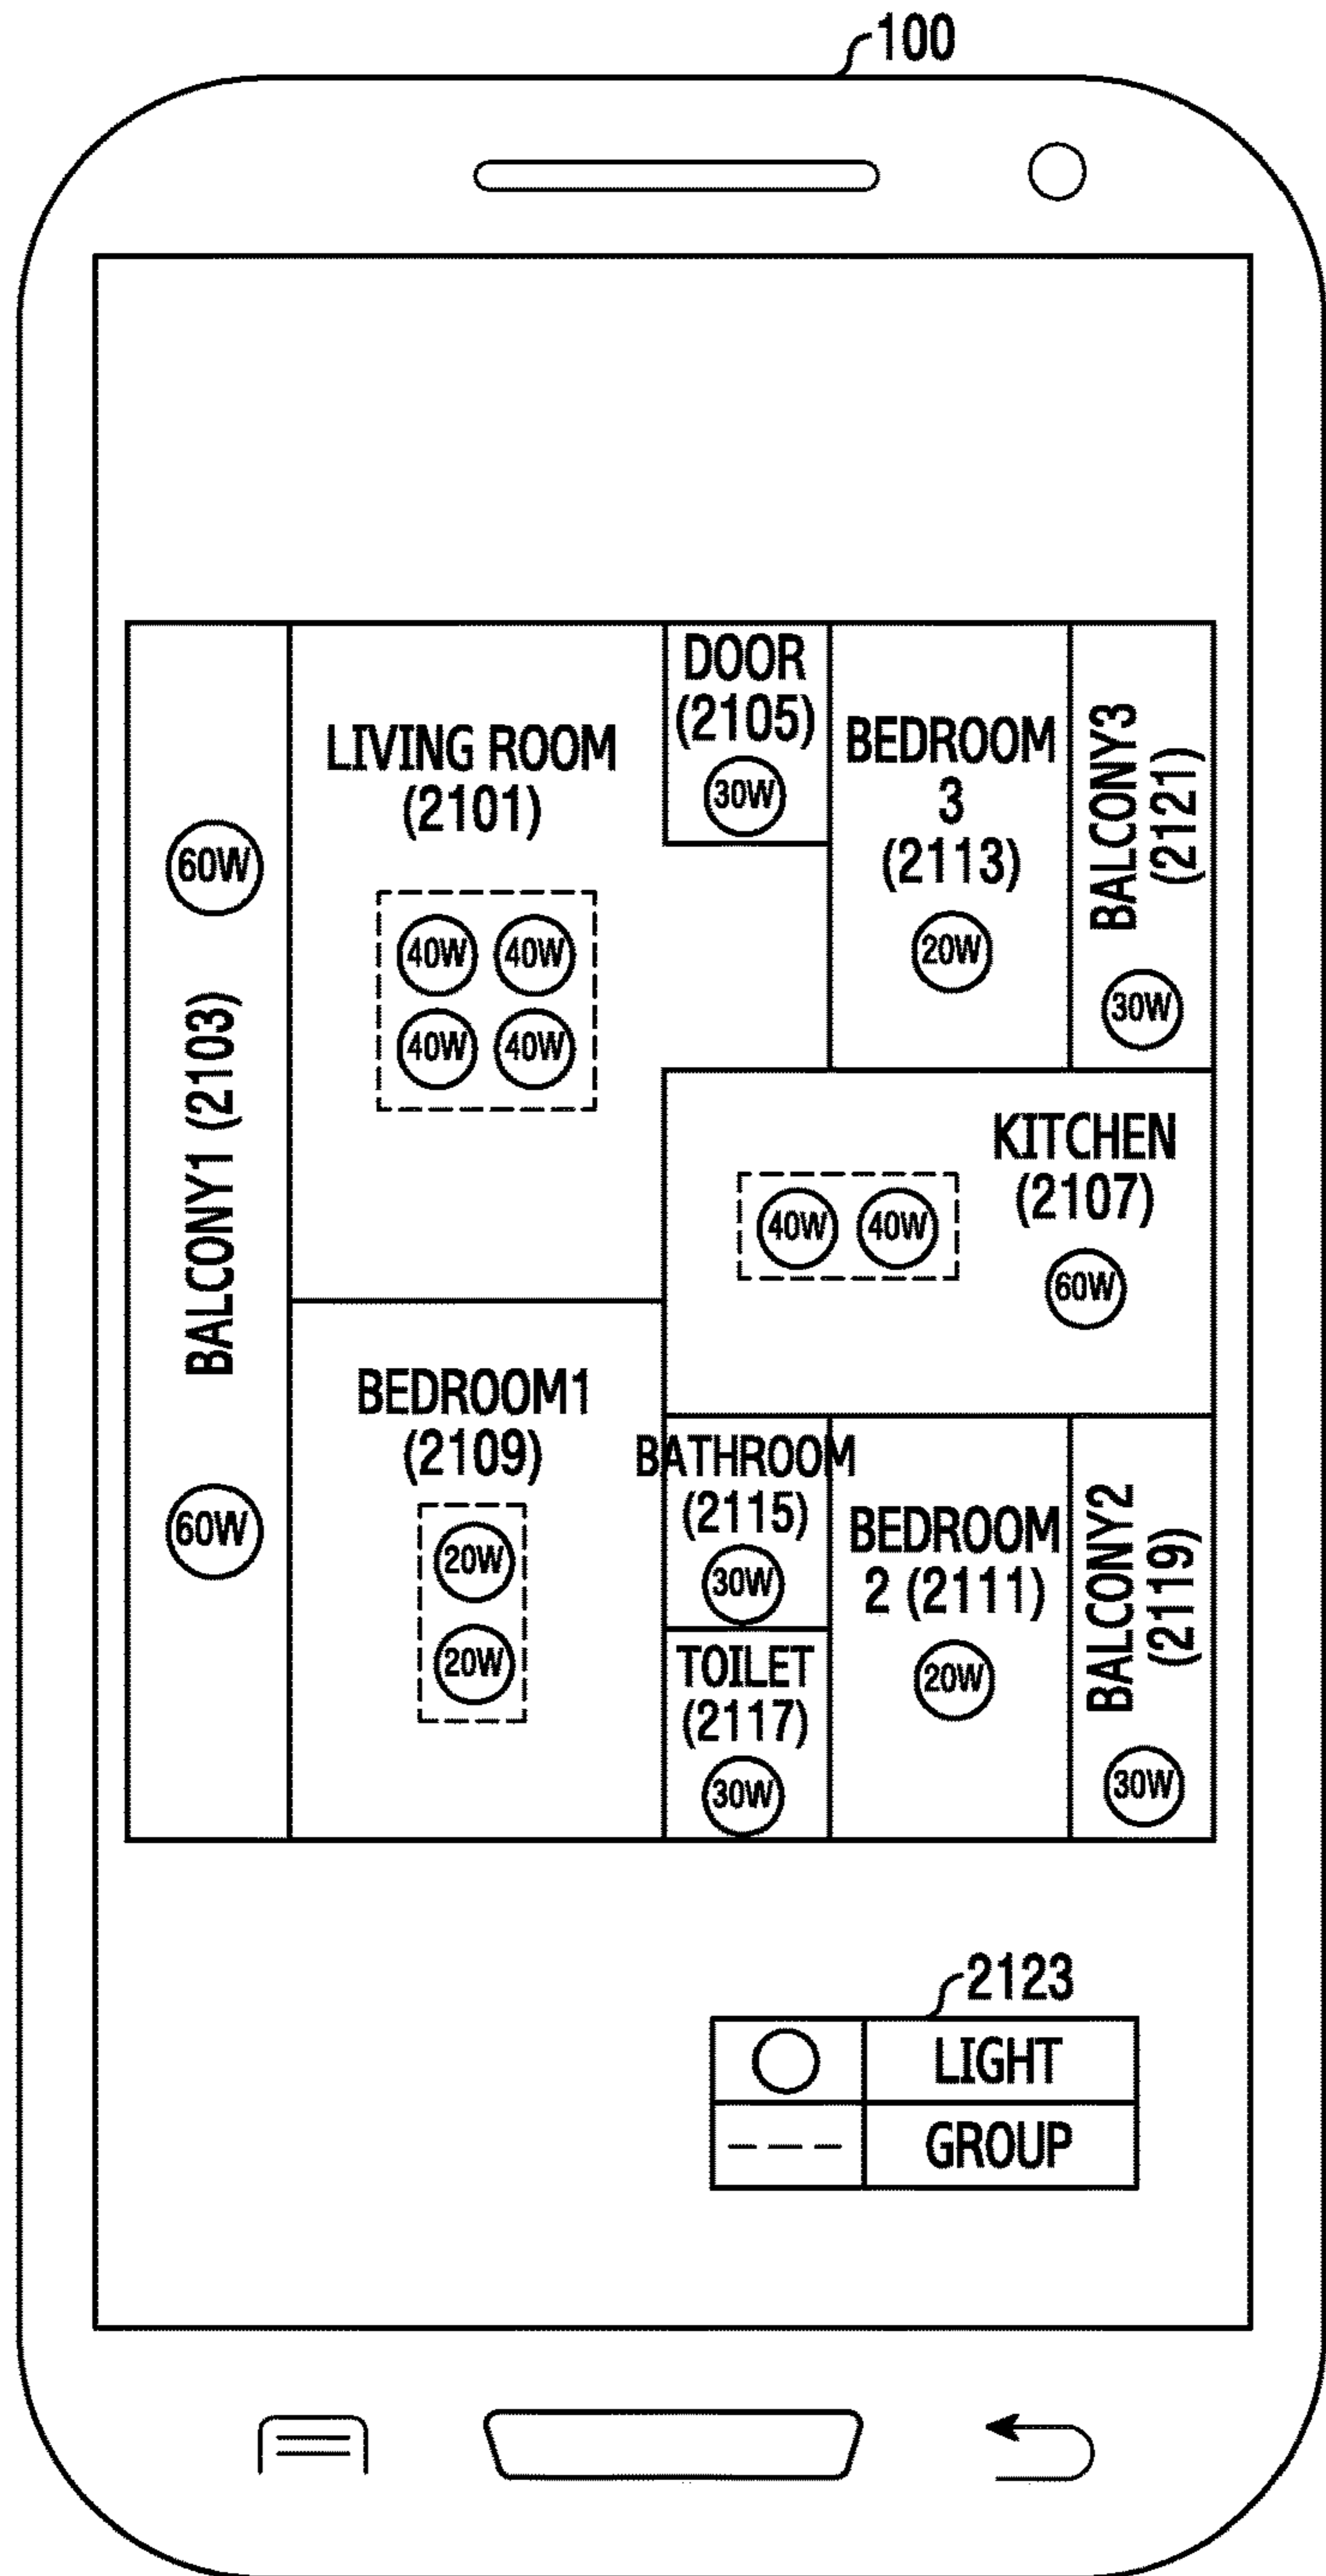 100
BALCONY1 (2103)
60W
60W
LIVING ROOM
(2101)
40W 40W
40W 40W
DOOR
(2105)
30W
BEDROOM
3
(2113)
20W
BALCONY3
(2121)
30W
KITCHEN
(2107)
40W 40W
60W
BEDROOM1
(2109)
20W
20W
BATHROOM
(2115)
30W
TOILET
(2117)
30W
BEDROOM
2 (2111)
20W
BALCONY2
(2119)
30W
2123
LIGHT
GROUP